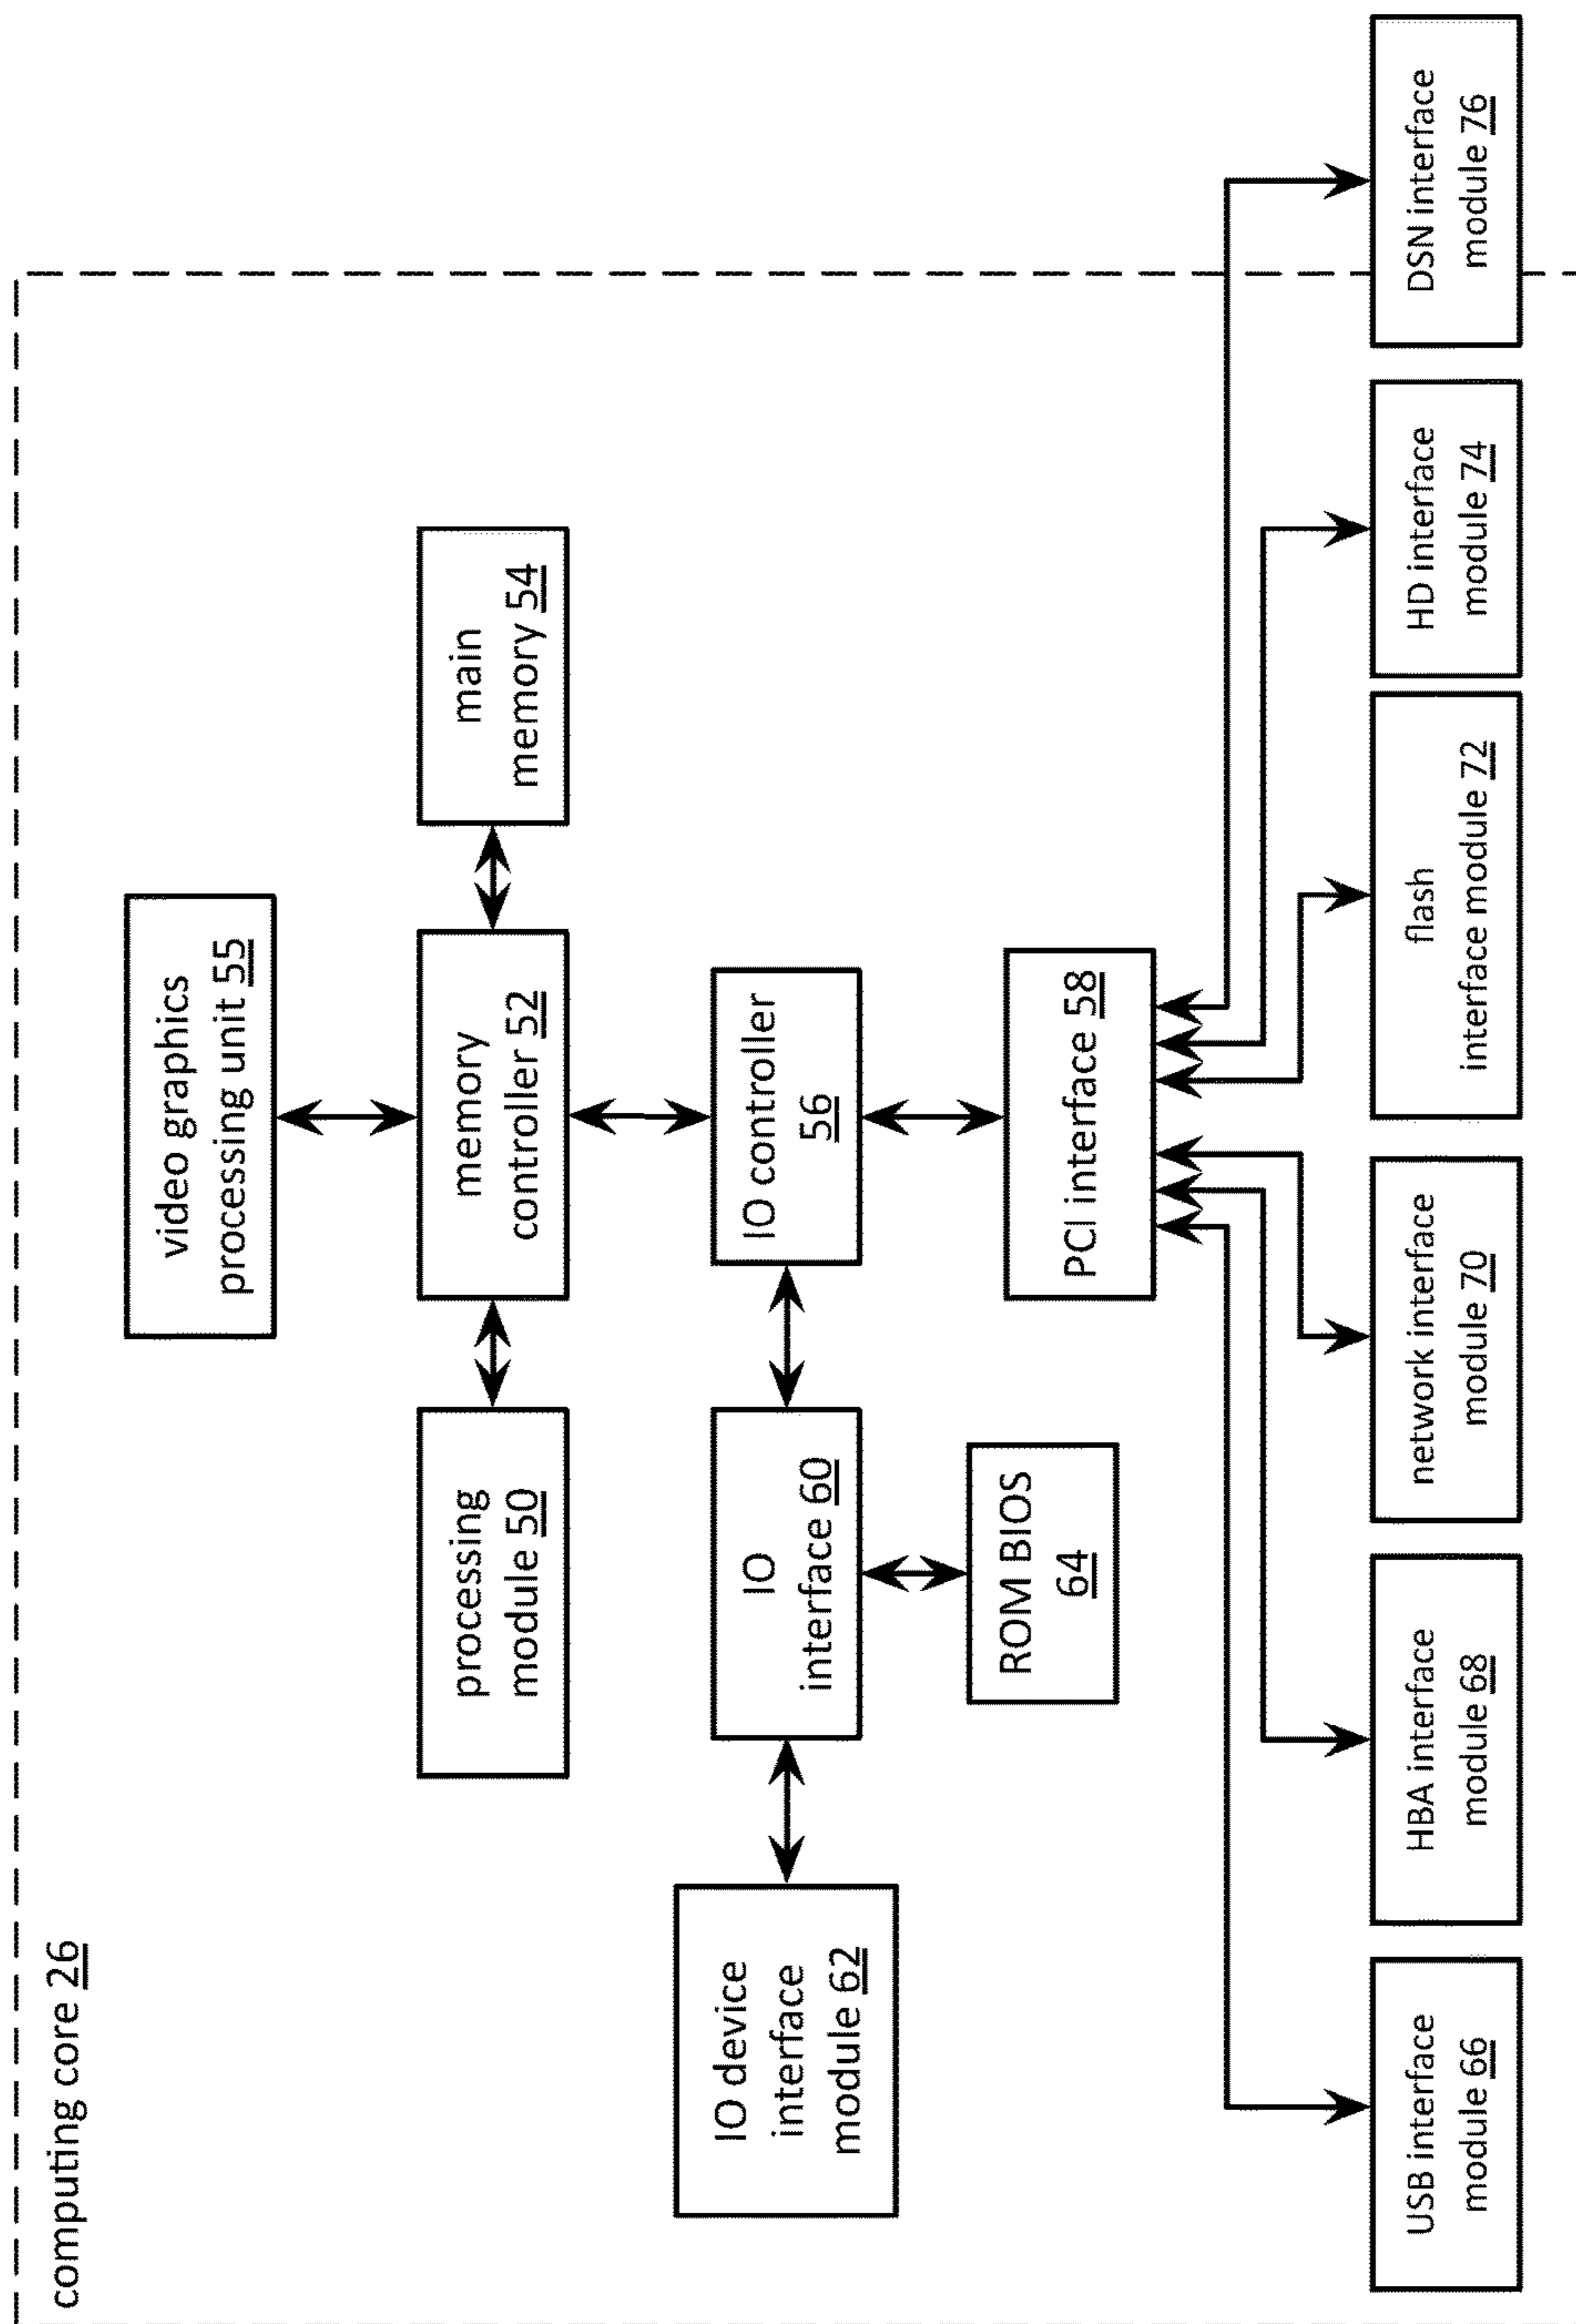 computing core 26
video graphics
processing unit 55
processing
module 50
memory
controller 52
main
memory 54
IO device
interface
module 62
IO
interface 60
IO controller
56
ROM BIOS
64
PCI interface 58
USB interface
module 66
HBA interface
module 68
network interface
module 70
flash
interface module 72
HD interface
module 74
DSN interface
module 76